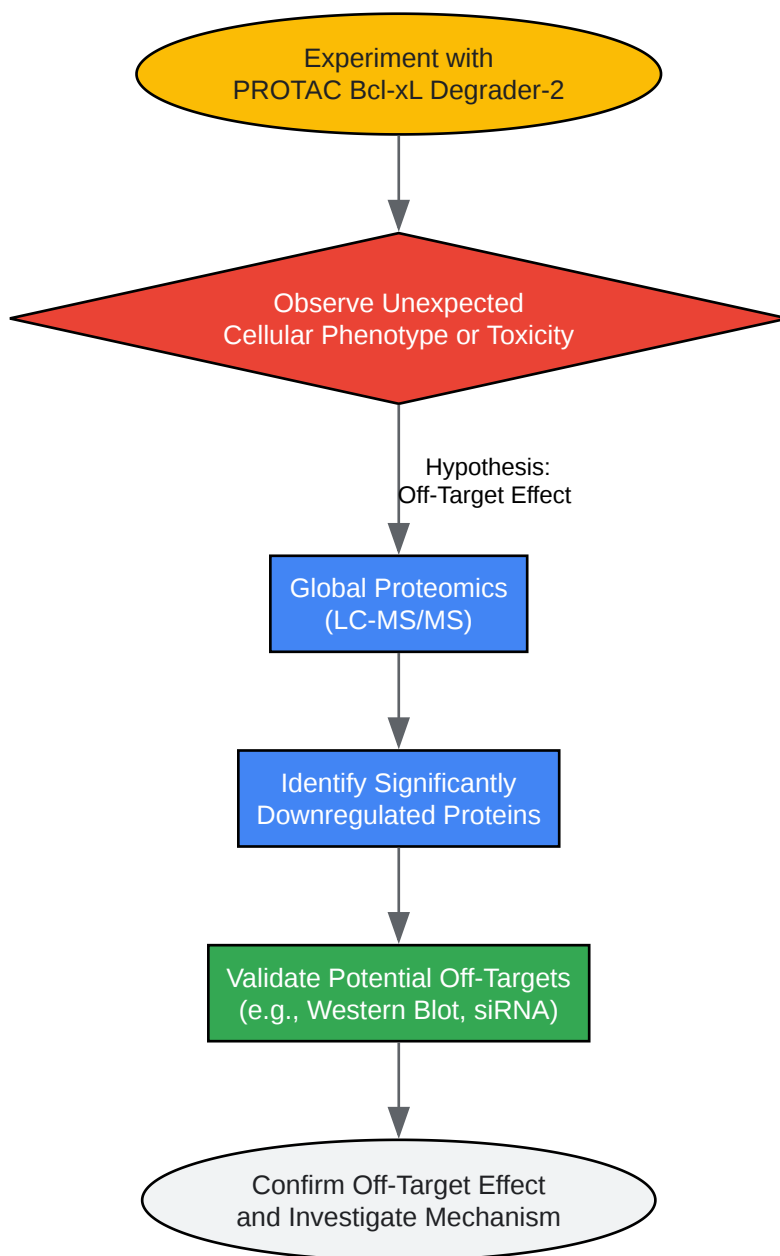 Experiment with
PROTAC Bcl-xL Degrader-2
Observe Unexpected
Cellular Phenotype or Toxicity
Hypothesis:
Off-Target Effect
Global Proteomics
(LC-MS/MS)
Identify Significantly
Downregulated Proteins
Validate Potential Off-Targets
(e.g., Western Blot, siRNA)
Confirm Off-Target Effect
and Investigate Mechanism